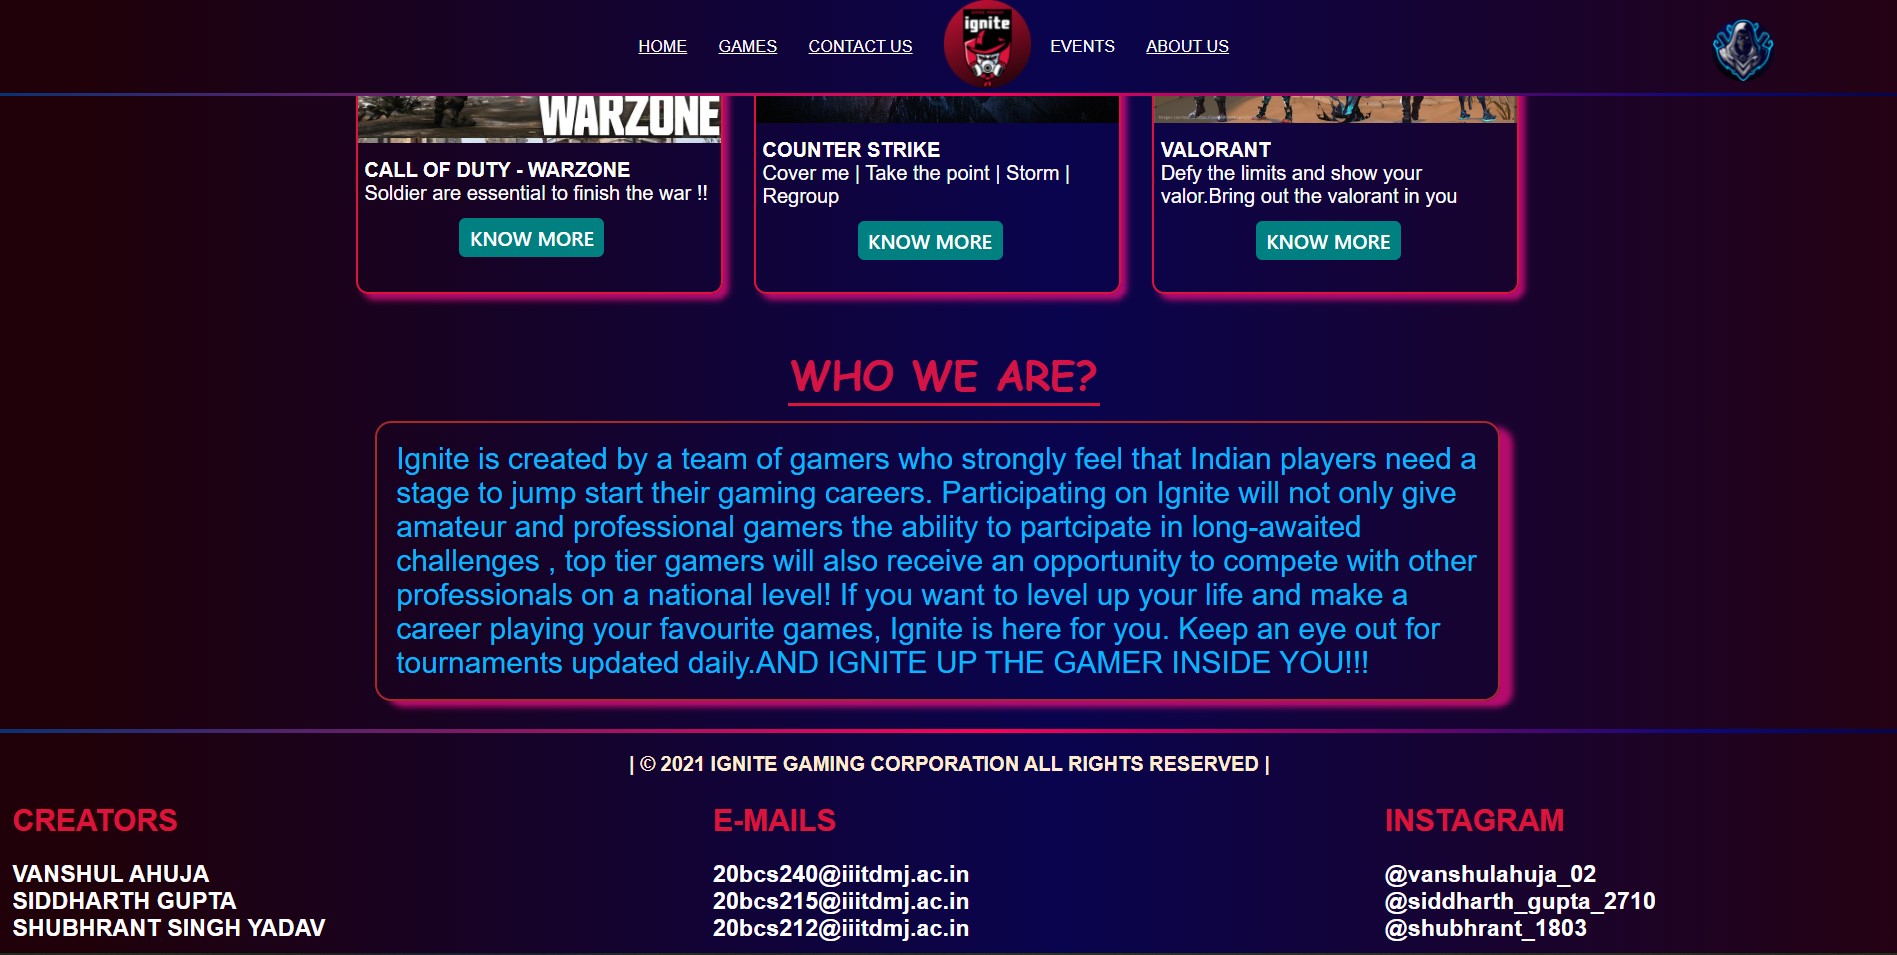 HOME GAMES CONTACT US ignite EVENTS ABOUT US
WARZONE
CALL OF DUTY - WARZONE
Soldier are essential to finish the war !!
KNOW MORE
COUNTER STRIKE
Cover me | Take the point | Storm |
Regroup
KNOW MORE
VALORANT
Defy the limits and show your
valor.Bring out the valorant in you
KNOW MORE
WHO WE ARE?
Ignite is created by a team of gamers who strongly feel that Indian players need a
stage to jump start their gaming careers. Participating on Ignite will not only give
amateur and professional gamers the ability to partcipate in long-awaited
challenges , top tier gamers will also receive an opportunity to compete with other
professionals on a national level! If you want to level up your life and make a
career playing your favourite games, Ignite is here for you. Keep an eye out for
tournaments updated daily.AND IGNITE UP THE GAMER INSIDE YOU!!!
| © 2021 IGNITE GAMING CORPORATION ALL RIGHTS RESERVED |
CREATORS
VANSHUL AHUJA
SIDDHARTH GUPTA
SHUBHRANT SINGH YADAV
E-MAILS
20bcs240@iiitdmj.ac.in
20bcs215@iiitdmj.ac.in
20bcs212@iiitdmj.ac.in
INSTAGRAM
@vanshulahuja_02
@siddharth_gupta_2710
@shubhrant_1803